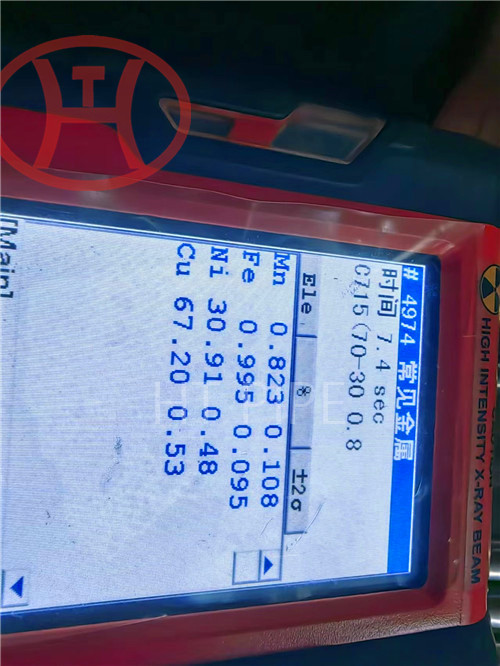 # 4974 常见金属
时间 7.4 sec
C715(70-30 0.8
Ele % ±2σ
Mn 0.823 0.108
Fe 0.995 0.095
Ni 30.91 0.48
Cu 67.20 0.53
[Main]
HIGH INTENSITY X-RAY BEAM
HT PIPE